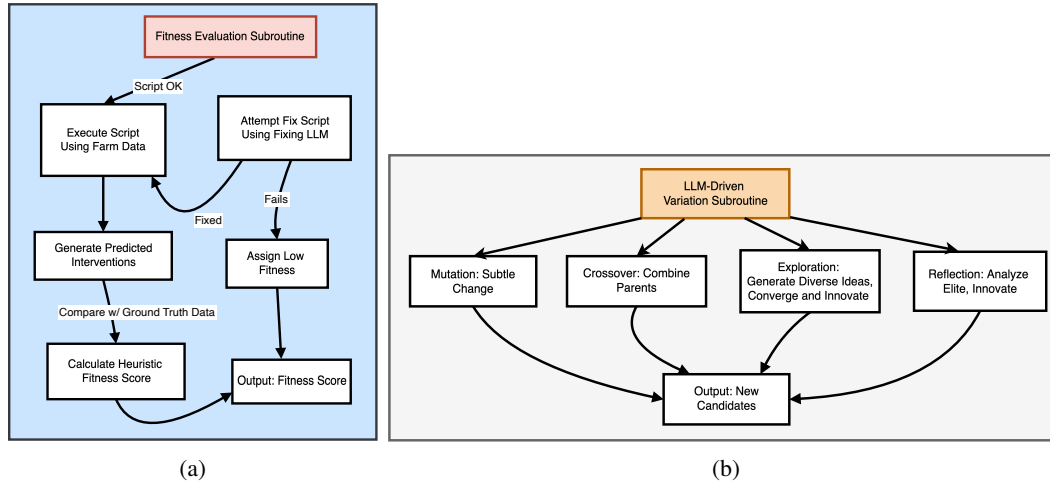 Fitness Evaluation Subroutine
Script OK
Execute Script
Using Farm Data
Attempt Fix Script
Using Fixing LLM
Fixed
Fails
Generate Predicted
Interventions
Assign Low
Fitness
Compare w/ Ground Truth Data
Calculate Heuristic
Fitness Score
Output: Fitness Score
(a)
LLM-Driven
Variation Subroutine
Mutation: Subtle
Change
Crossover: Combine
Parents
Exploration:
Generate Diverse Ideas,
Converge and Innovate
Reflection: Analyze
Elite, Innovate
Output: New
Candidates
(b)